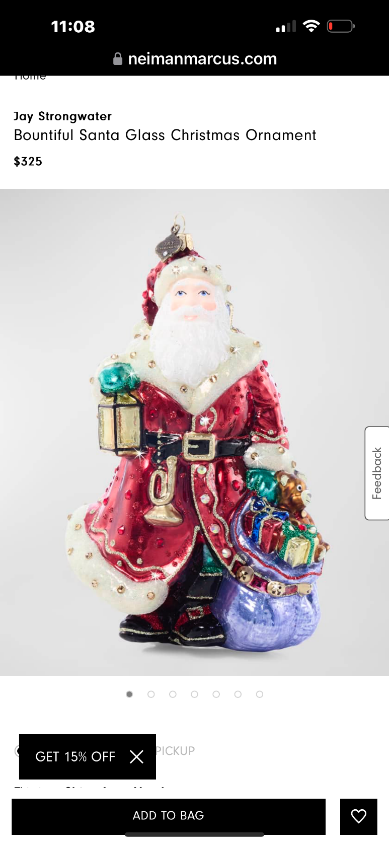 11:08
neimanmarcus.com
Home
Jay Strongwater
Bountiful Santa Glass Christmas Ornament
$325
Feedback
GET 15% OFF
PICKUP
ADD TO BAG